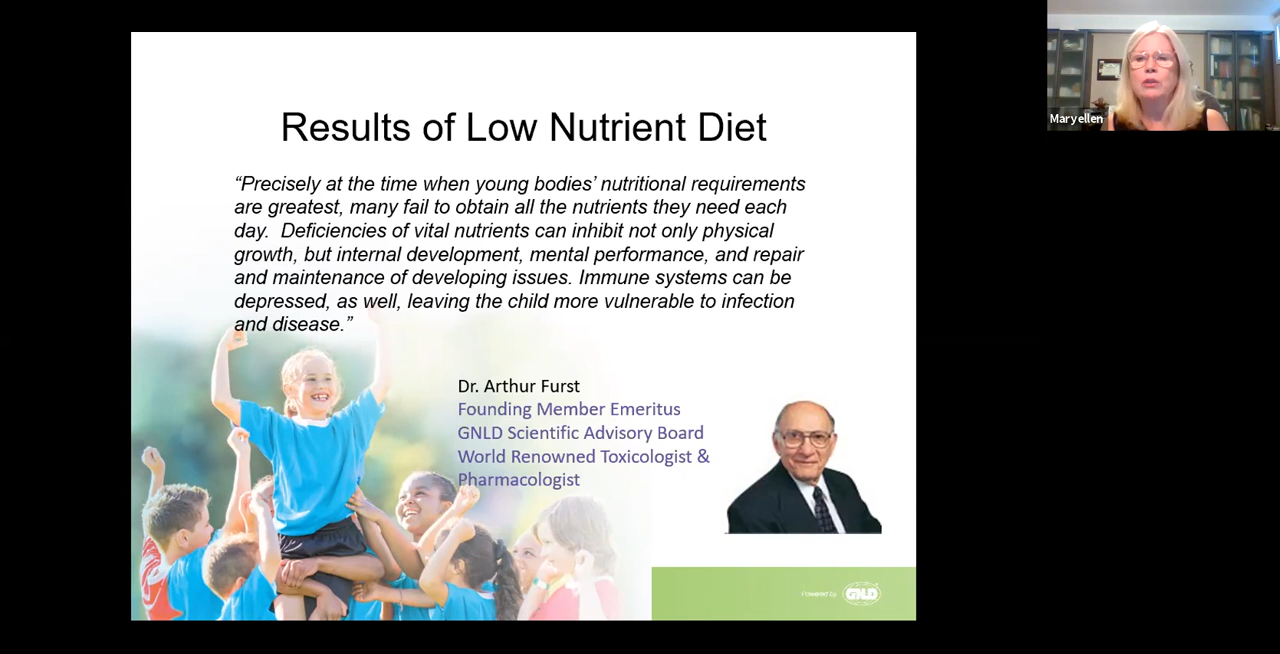 Results of Low Nutrient Diet
“Precisely at the time when young bodies’ nutritional requirements
are greatest, many fail to obtain all the nutrients they need each
day.  Deficiencies of vital nutrients can inhibit not only physical
growth, but internal development, mental performance, and repair
and maintenance of developing issues. Immune systems can be
depressed, as well, leaving the child more vulnerable to infection
and disease.”
Dr. Arthur Furst
Founding Member Emeritus
GNLD Scientific Advisory Board
World Renowned Toxicologist &
Pharmacologist
Powered by GNLD
Maryellen